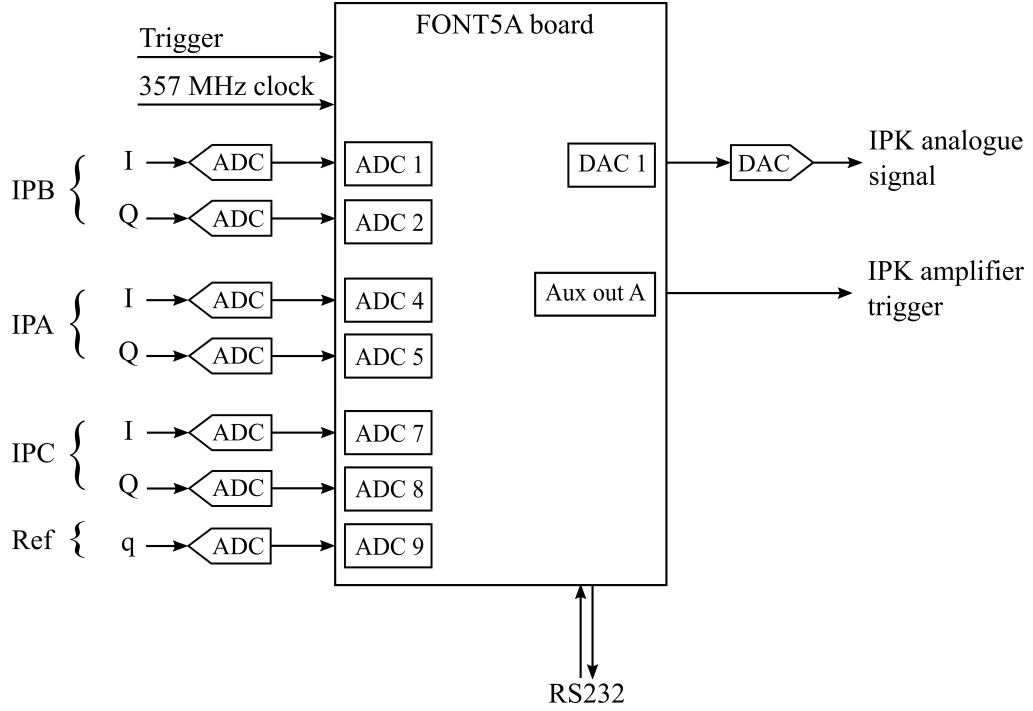 FONT5A board
Trigger
357 MHz clock
IPB { I ADC ADC 1
Q ADC ADC 2
IPA { I ADC ADC 4
Q ADC ADC 5
IPC { I ADC ADC 7
Q ADC ADC 8
Ref { q ADC ADC 9
DAC 1 DAC IPK analogue
signal
Aux out A IPK amplifier
trigger
RS232